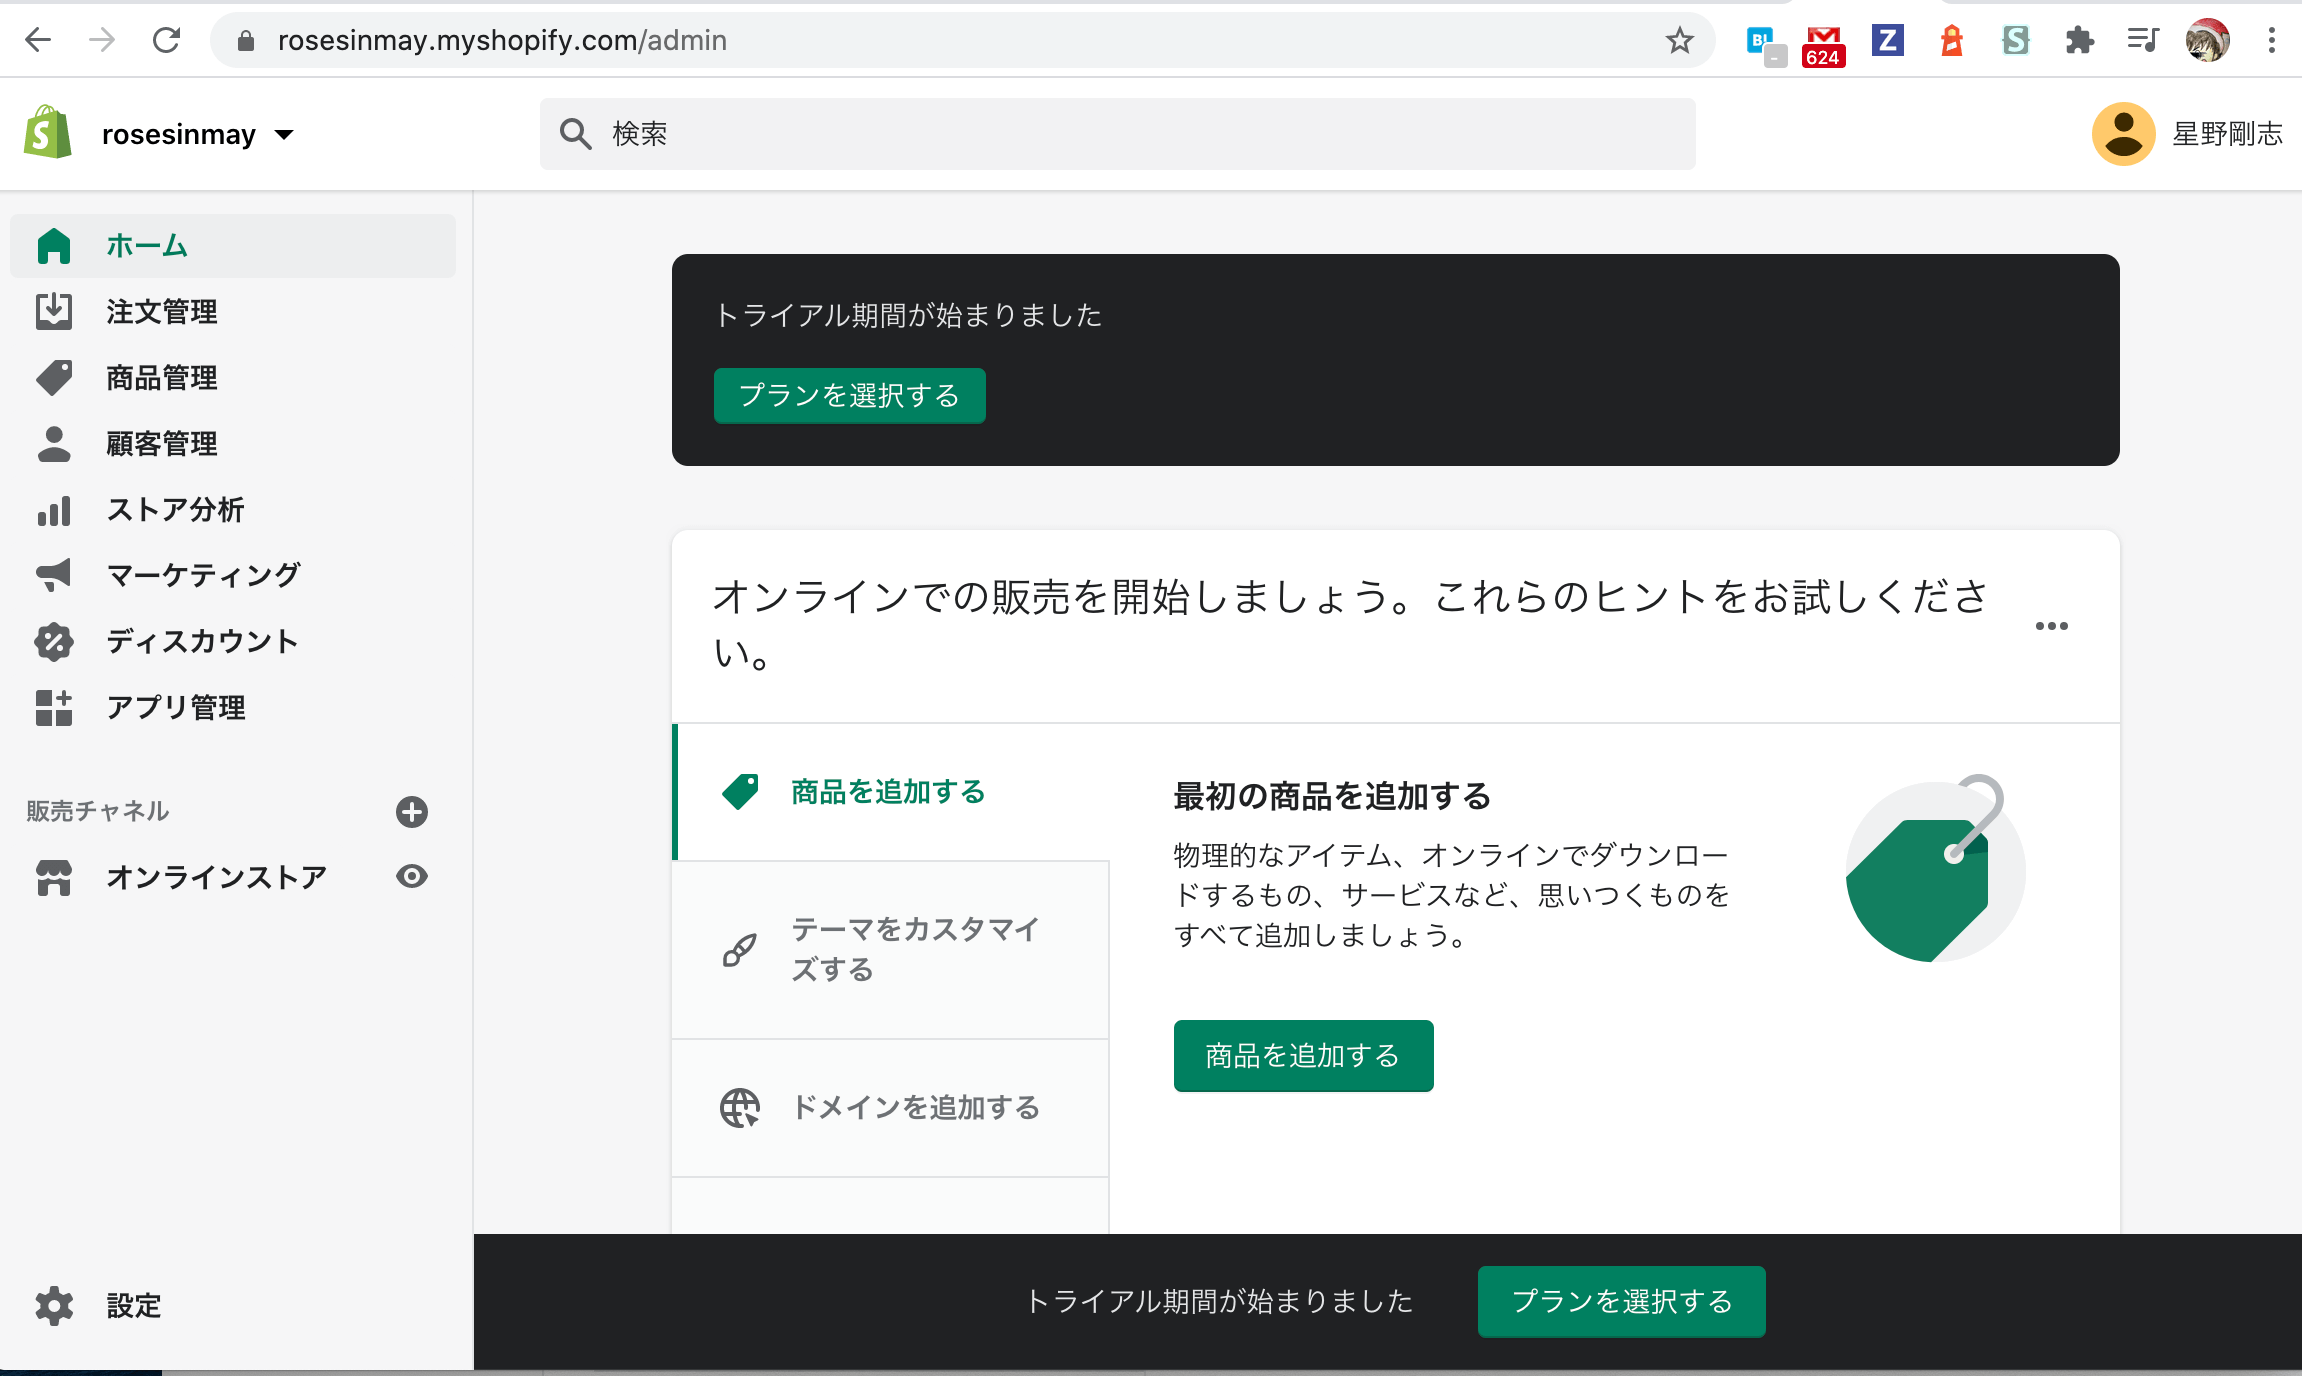 rosesinmay.myshopify.com/admin
B!
-
624
Z
S
S
rosesinmay
検索
星野剛志
ホーム
注文管理
商品管理
顧客管理
ストア分析
マーケティング
ディスカウント
アプリ管理
販売チャネル
オンラインストア
設定
トライアル期間が始まりました
プランを選択する
オンラインでの販売を開始しましょう。これらのヒントをお試しくださ
い。
商品を追加する
テーマをカスタマイ
ズする
ドメインを追加する
最初の商品を追加する
物理的なアイテム、オンラインでダウンロー
ドするもの、サービスなど、思いつくものを
すべて追加しましょう。
商品を追加する
トライアル期間が始まりました
プランを選択する